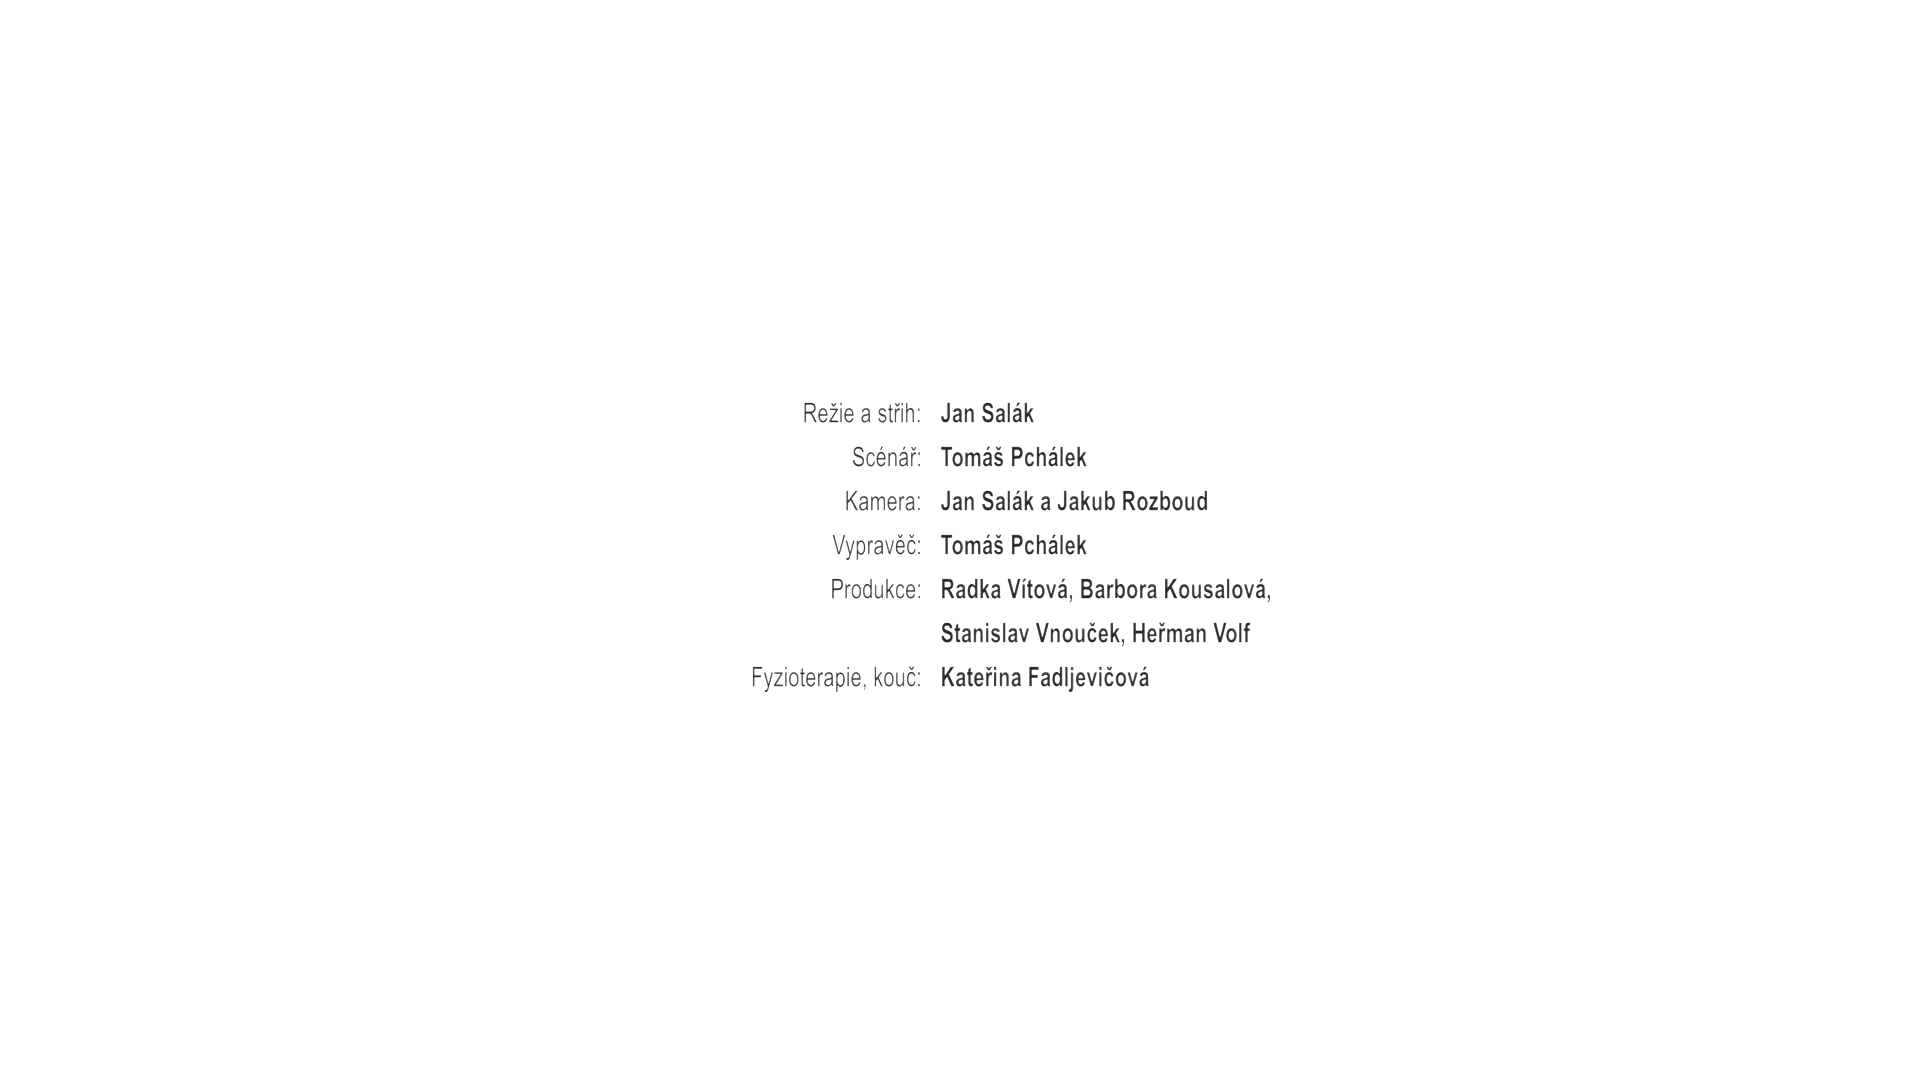 Režie a střih: Jan Salák
Scénář: Tomáš Pchálek
Kamera: Jan Salák a Jakub Rozboud
Vypravěč: Tomáš Pchálek
Produkce: Radka Vítová, Barbora Kousalová,
Stanislav Vnouček, Heřman Volf
Fyzioterapie, kouč: Kateřina Fadljevičová